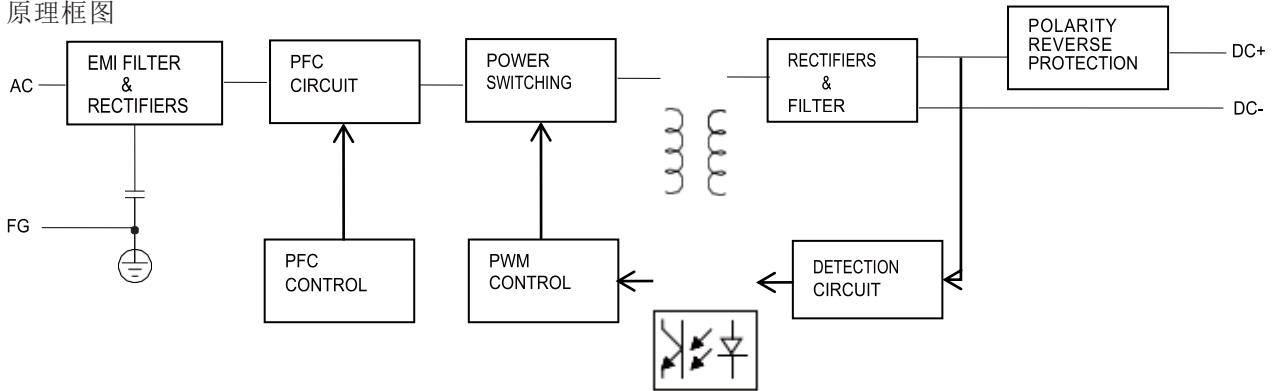 原理框图
AC
EMI FILTER
&
RECTIFIERS
PFC
CIRCUIT
POWER
SWITCHING
RECTIFIERS
&
FILTER
POLARITY
REVERSE
PROTECTION
DC+
DC-
FG
PFC
CONTROL
PWM
CONTROL
DETECTION
CIRCUIT